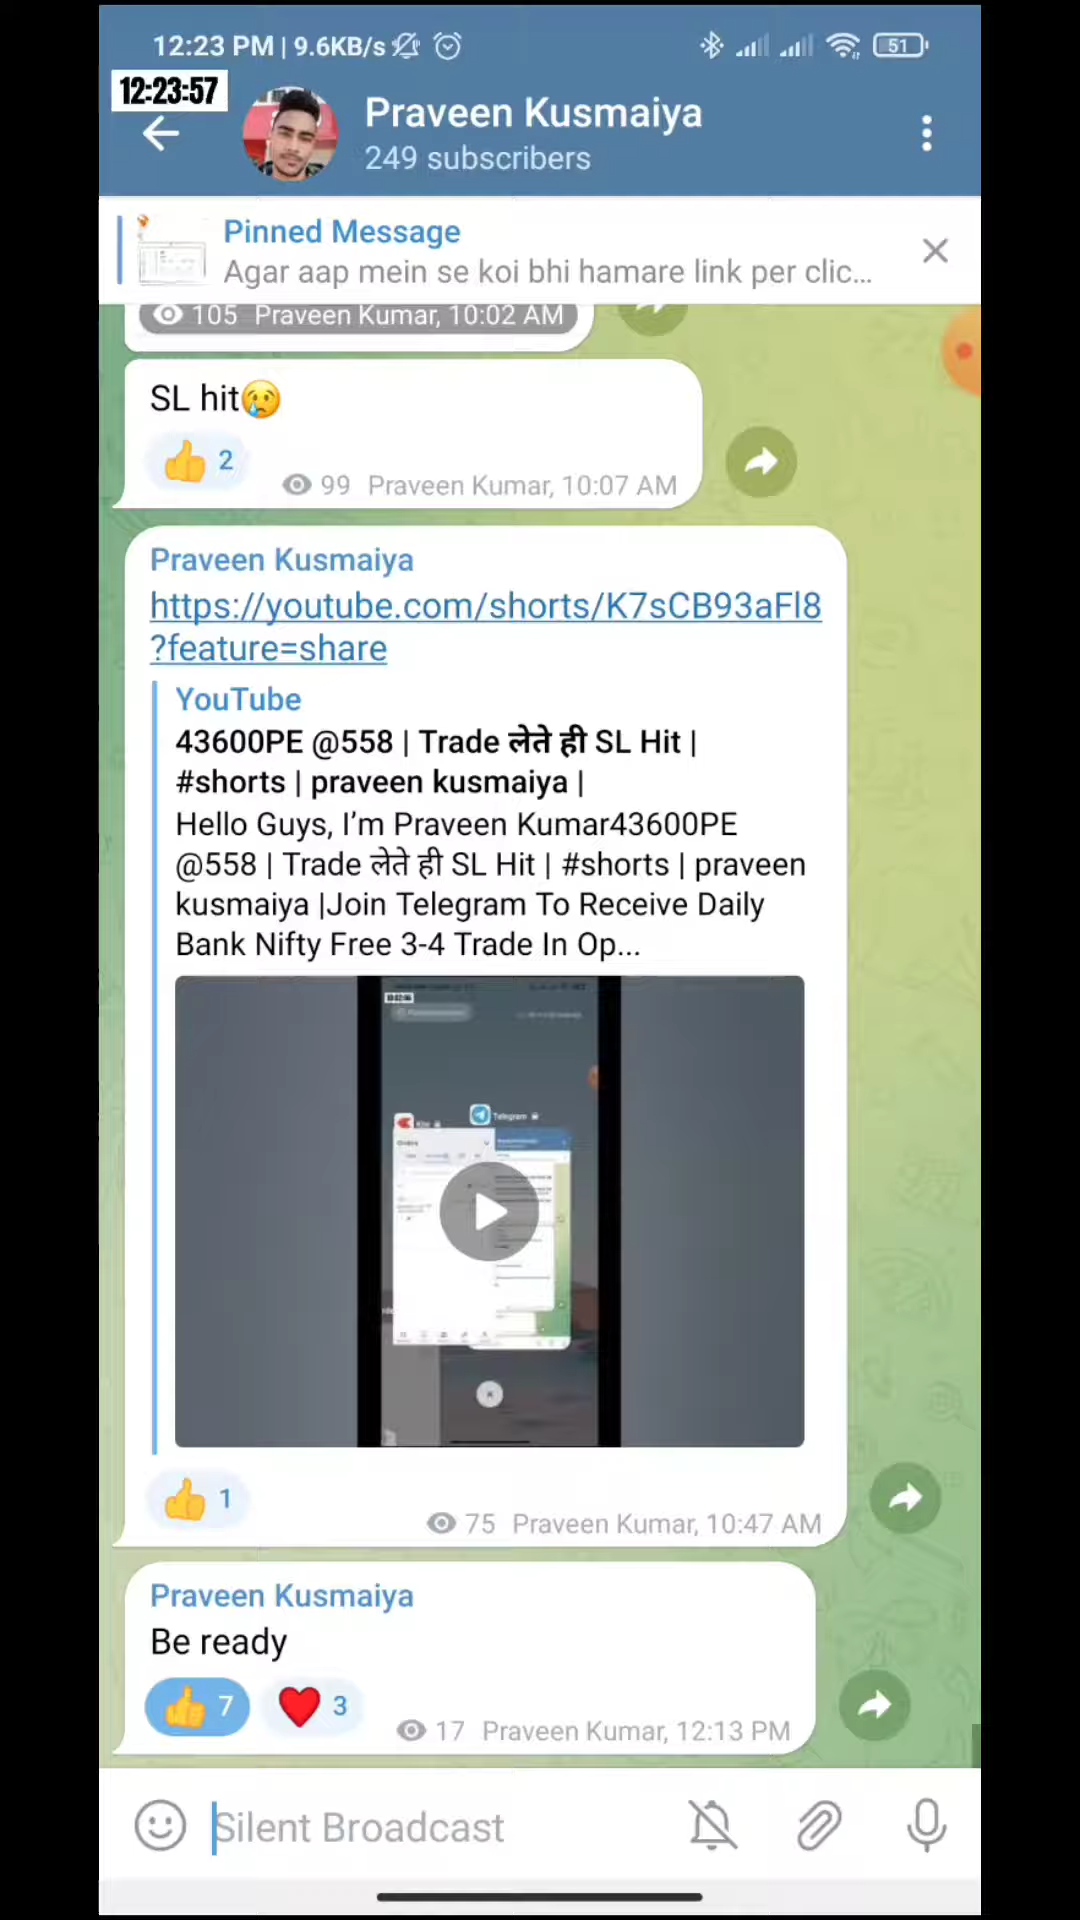 12:23 PM | 9.6KB/s
51
12:23:57
Praveen Kusmaiya
249 subscribers
Pinned Message
Agar aap mein se koi bhi hamare link per clic...
105 Praveen Kumar, 10:02 AM
SL hit😢
👍 2
99 Praveen Kumar, 10:07 AM
Praveen Kusmaiya
https://youtube.com/shorts/K7sCB93aFl8
?feature=share
YouTube
43600PE @558 | Trade लेते ही SL Hit |
#shorts | praveen kusmaiya |
Hello Guys, I’m Praveen Kumar43600PE
@558 | Trade लेते ही SL Hit | #shorts | praveen
kusmaiya |Join Telegram To Receive Daily
Bank Nifty Free 3-4 Trade In Op...
Telegram
👍 1
75 Praveen Kumar, 10:47 AM
Praveen Kusmaiya
Be ready
👍 7 ❤️ 3
17 Praveen Kumar, 12:13 PM
Silent Broadcast